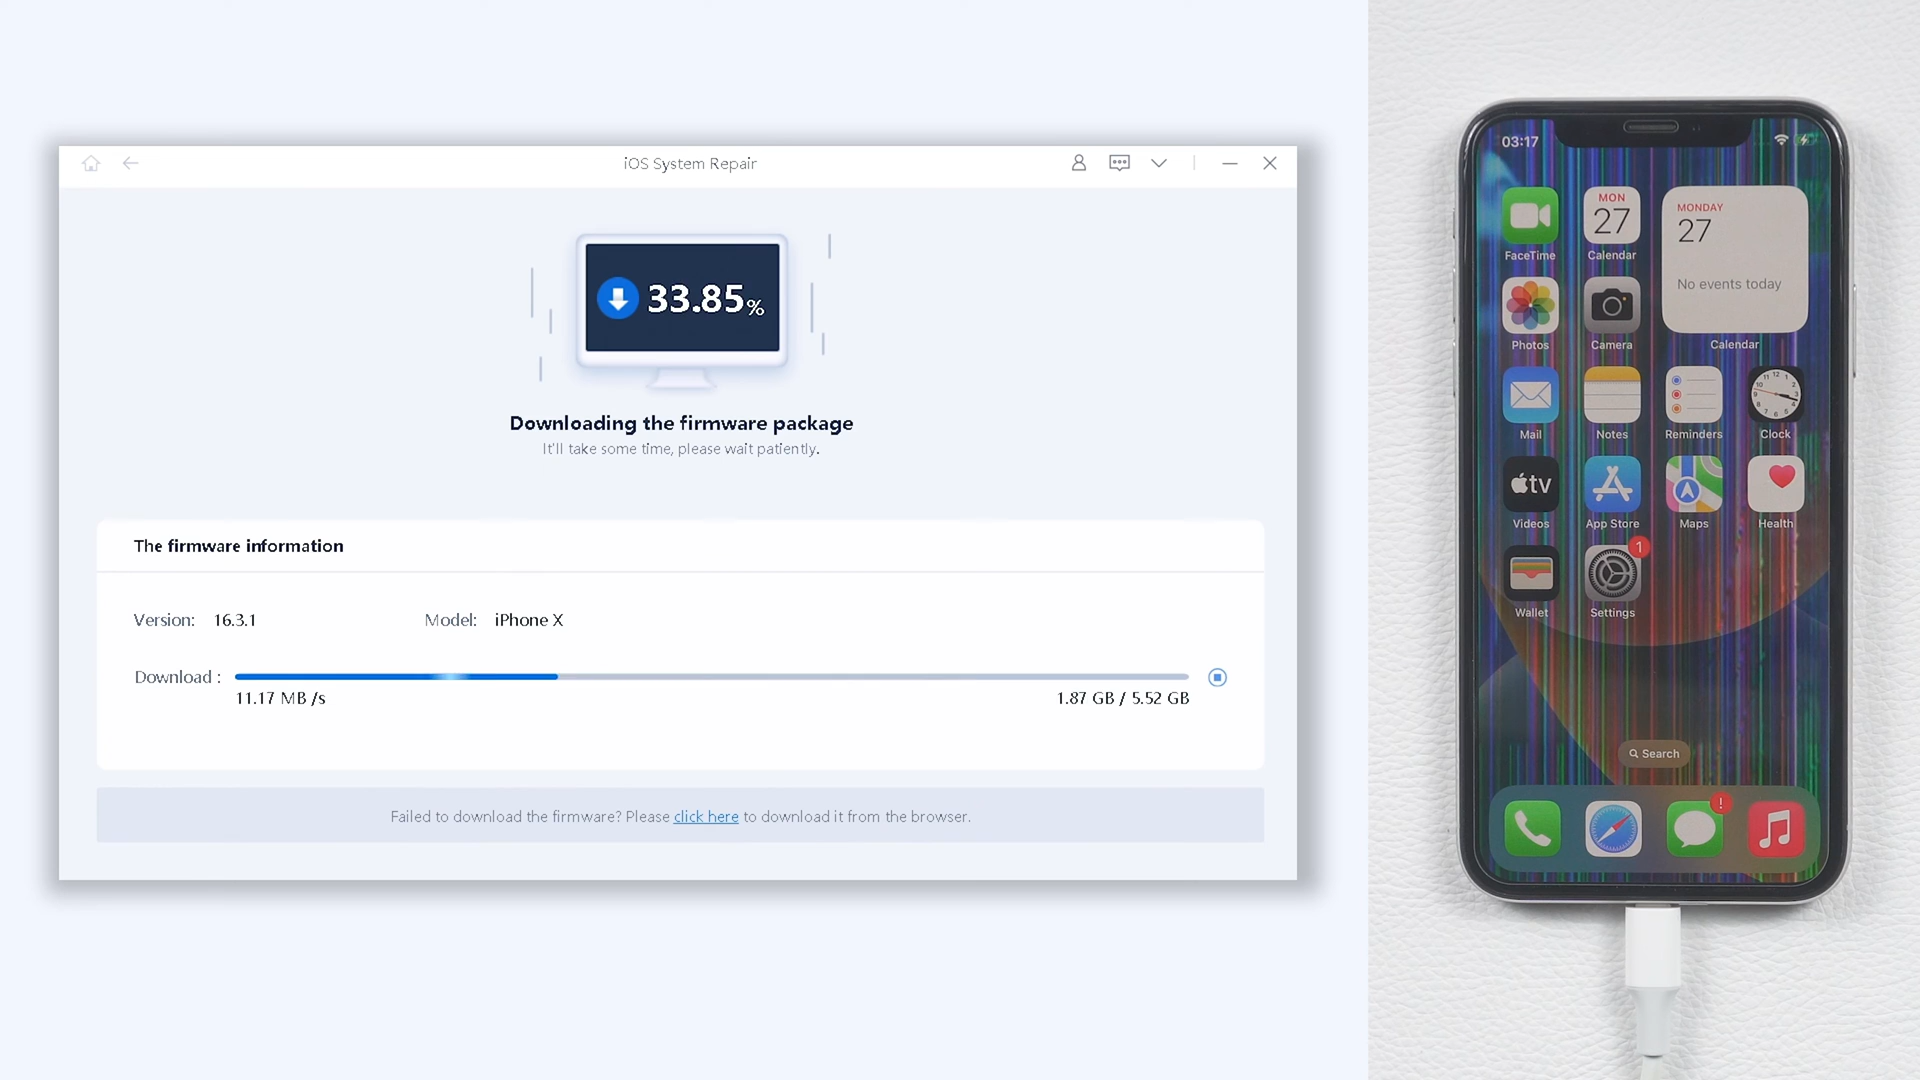 iOS System Repair
33.85%
Downloading the firmware package
It'll take some time, please wait patiently.
The firmware information
Version: 16.3.1 Model: iPhone X
Download :
11.17 MB /s 1.87 GB / 5.52 GB
Failed to download the firmware? Please click here to download it from the browser.
03:17
MON
27
MONDAY
27
No events today
FaceTime Calendar
Photos Camera Calendar
Mail Notes Reminders Clock
tv
Videos App Store Maps Health
1
Wallet Settings
Search
!